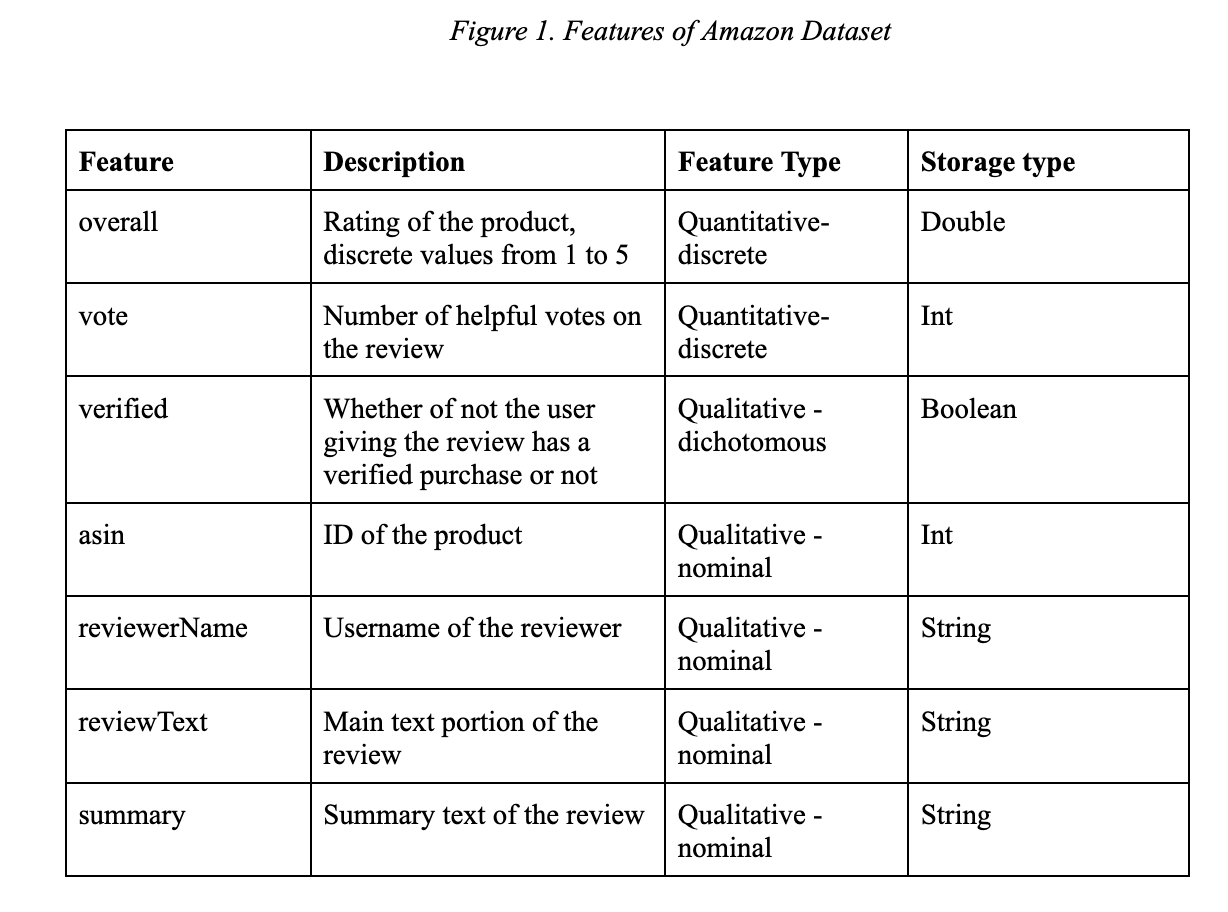 Figure 1. Features of Amazon Dataset
Feature Description Feature Type Storage type
overall Rating of the product, Quantitative- Double
discrete values from 1 to 5 discrete
vote Number of helpful votes on Quantitative- Int
the review discrete
verified Whether of not the user Qualitative - Boolean
giving the review has a dichotomous
verified purchase or not
asin ID of the product Qualitative - Int
nominal
reviewerName Username of the reviewer Qualitative - String
nominal
reviewText Main text portion of the Qualitative - String
review nominal
summary Summary text of the review Qualitative - String
nominal